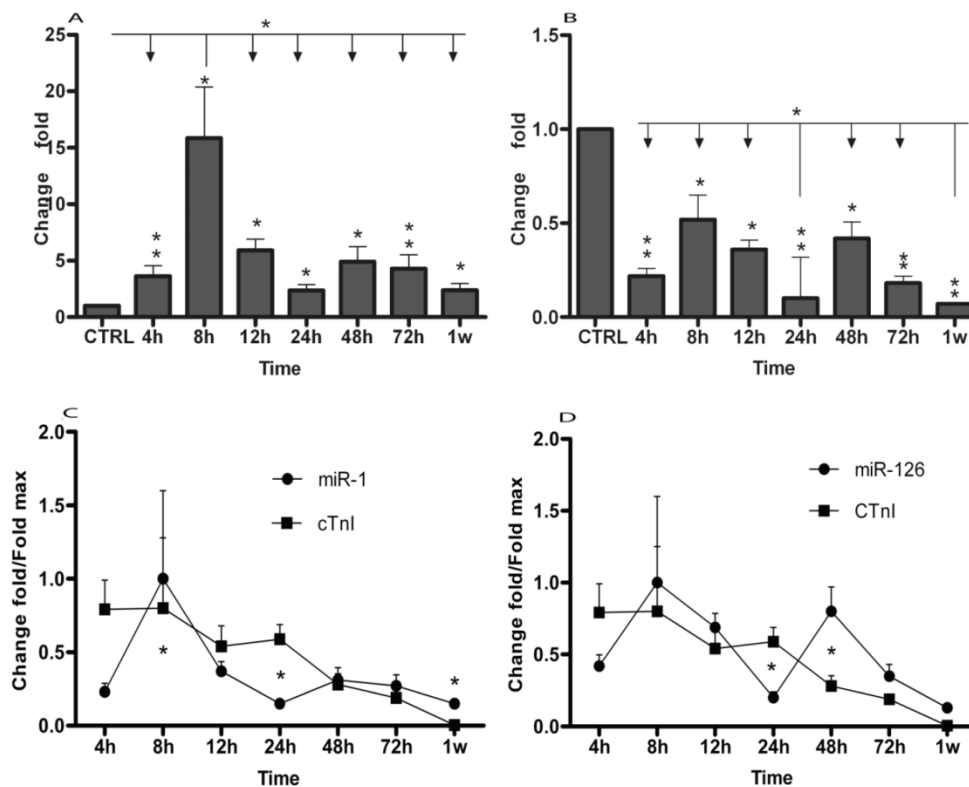 A
*
25
20
15
10
5
0
Change fold
* *
*
*
*
*
* *
*
CTRL 4h 8h 12h 24h 48h 72h 1w
Time
B
1.5
1.0
0.5
0.0
Change fold
*
* *
*
*
* *
*
* *
* *
CTRL 4h 8h 12h 24h 48h 72h 1w
Time
C
2.0
1.5
1.0
0.5
0.0
Change fold/Fold max
miR-1
cTnI
*
*
*
4h 8h 12h 24h 48h 72h 1w
Time
D
2.0
1.5
1.0
0.5
0.0
Change fold/Fold max
miR-126
CTnI
*
*
4h 8h 12h 24h 48h 72h 1w
Time